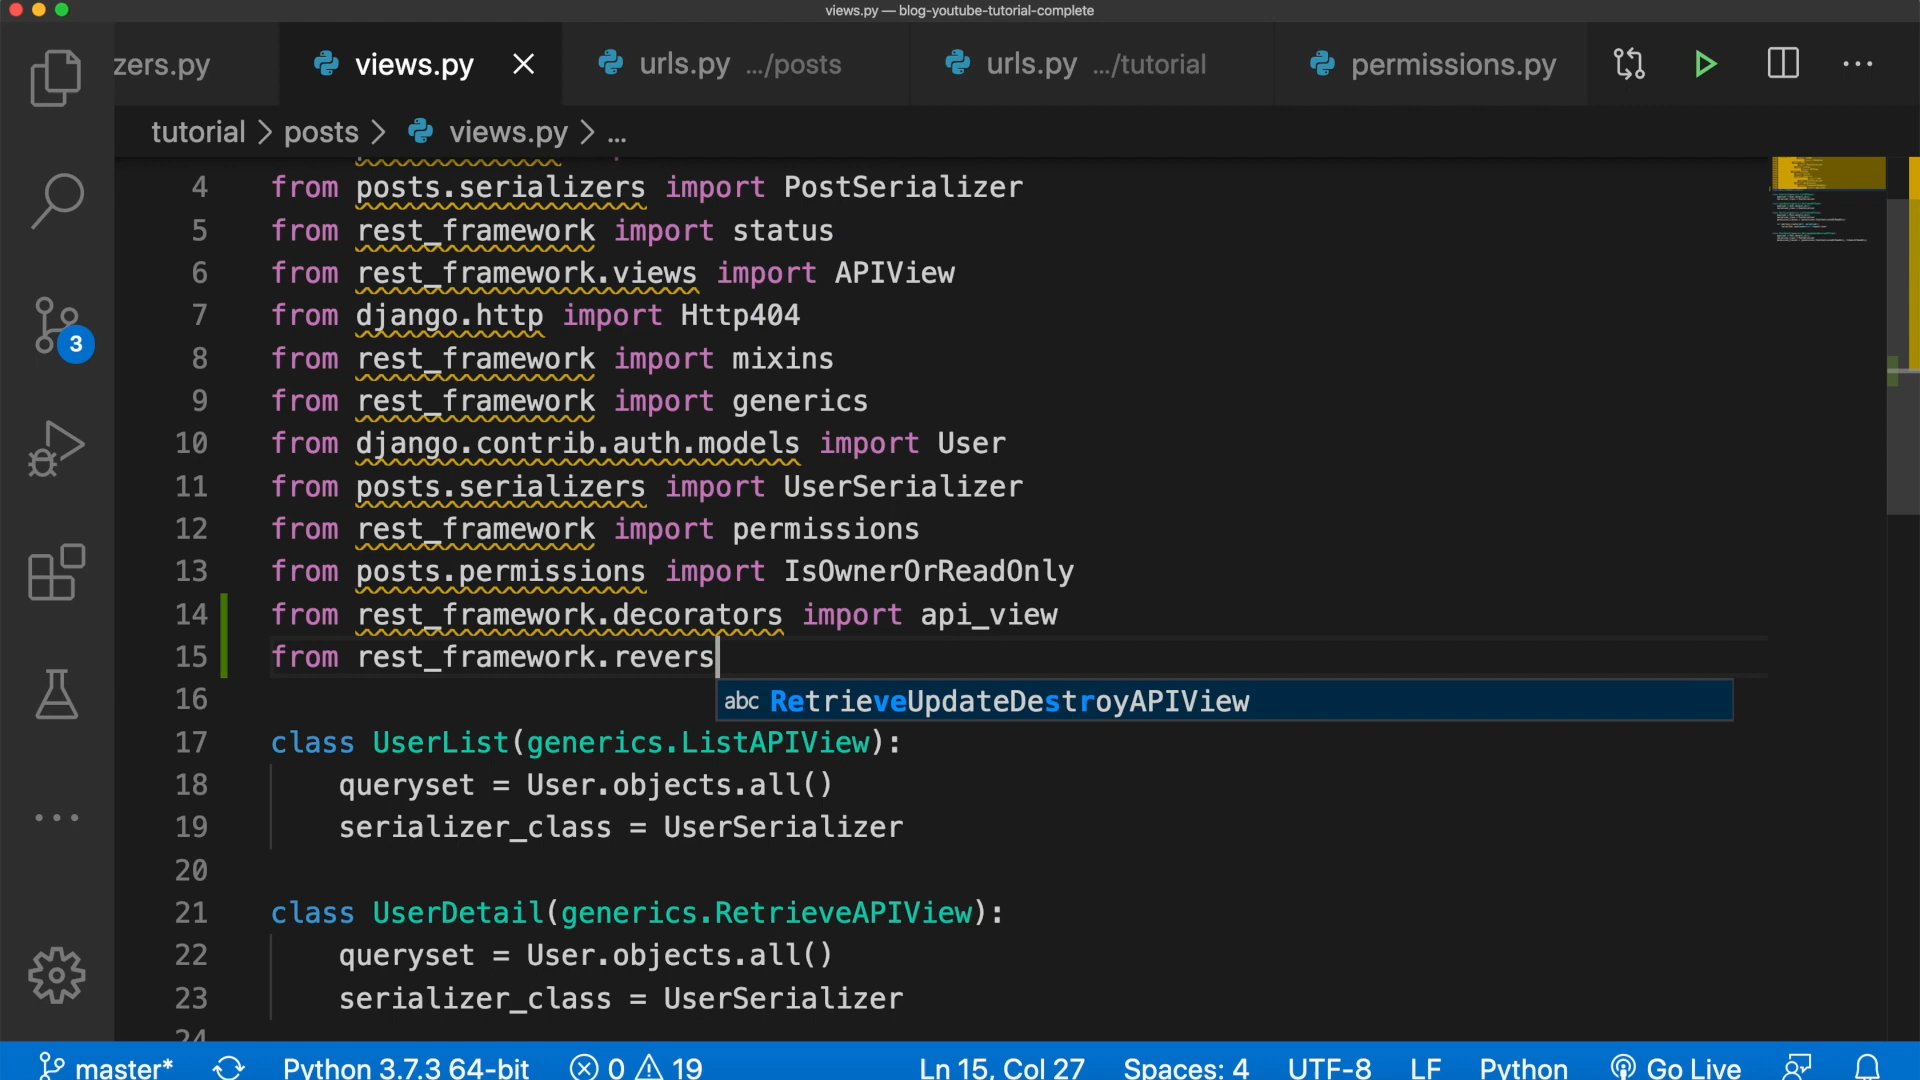 views.py — blog-youtube-tutorial-complete
zers.py views.py urls.py .../posts urls.py .../tutorial permissions.py
tutorial > posts > views.py > ...
4 from posts.serializers import PostSerializer
5 from rest_framework import status
6 from rest_framework.views import APIView
7 from django.http import Http404
8 from rest_framework import mixins
9 from rest_framework import generics
10 from django.contrib.auth.models import User
11 from posts.serializers import UserSerializer
12 from rest_framework import permissions
13 from posts.permissions import IsOwnerOrReadOnly
14 from rest_framework.decorators import api_view
15 from rest_framework.revers
16
abc RetrieveUpdateDestroyAPIView
17 class UserList(generics.ListAPIView):
18 queryset = User.objects.all()
19 serializer_class = UserSerializer
20
21 class UserDetail(generics.RetrieveAPIView):
22 queryset = User.objects.all()
23 serializer_class = UserSerializer
24
3
master* Python 3.7.3 64-bit 0 19 Ln 15, Col 27 Spaces: 4 UTF-8 LF Python Go Live